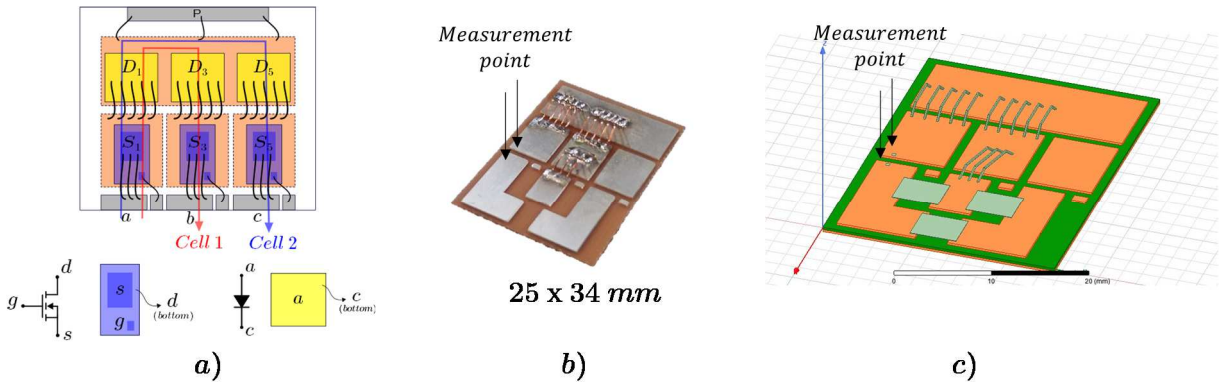 P
D₁ D₃ D₅
S₁ S₃ S₅
a b c
Cell 1 Cell 2
d
g
s
s
g
d
(bottom)
a
c
a
c
(bottom)
a)
Measurement
point
25 x 34 mm
b)
Measurement
point
0 10 20 (mm)
c)